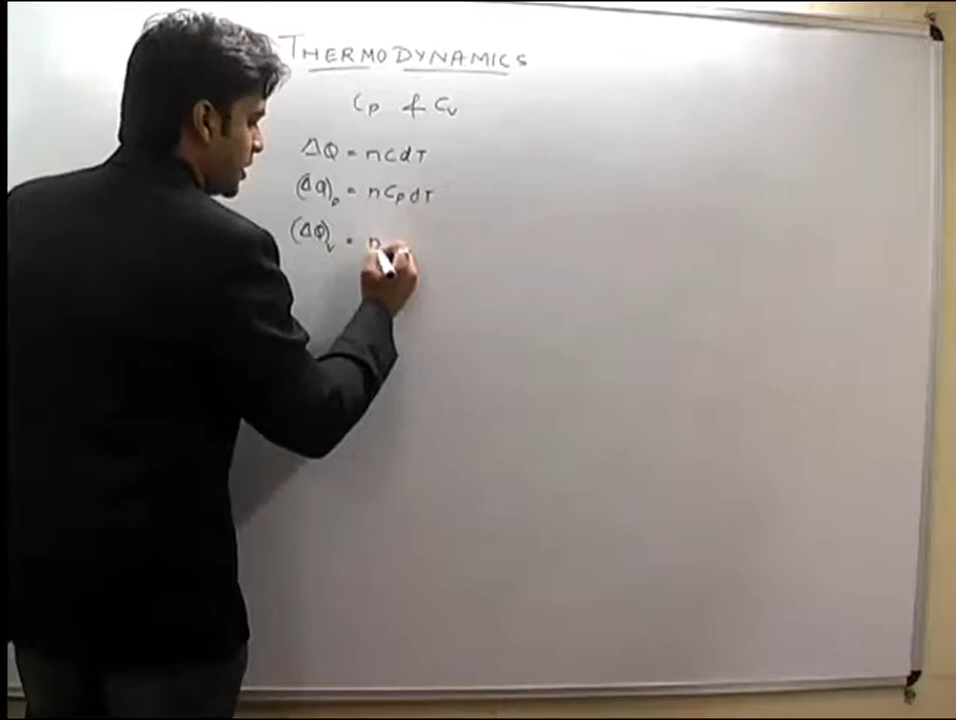 THERMODYNAMICS
Cp & Cv
ΔQ = nCdT
(ΔQ)p = nCpdT
(ΔQ)v = n